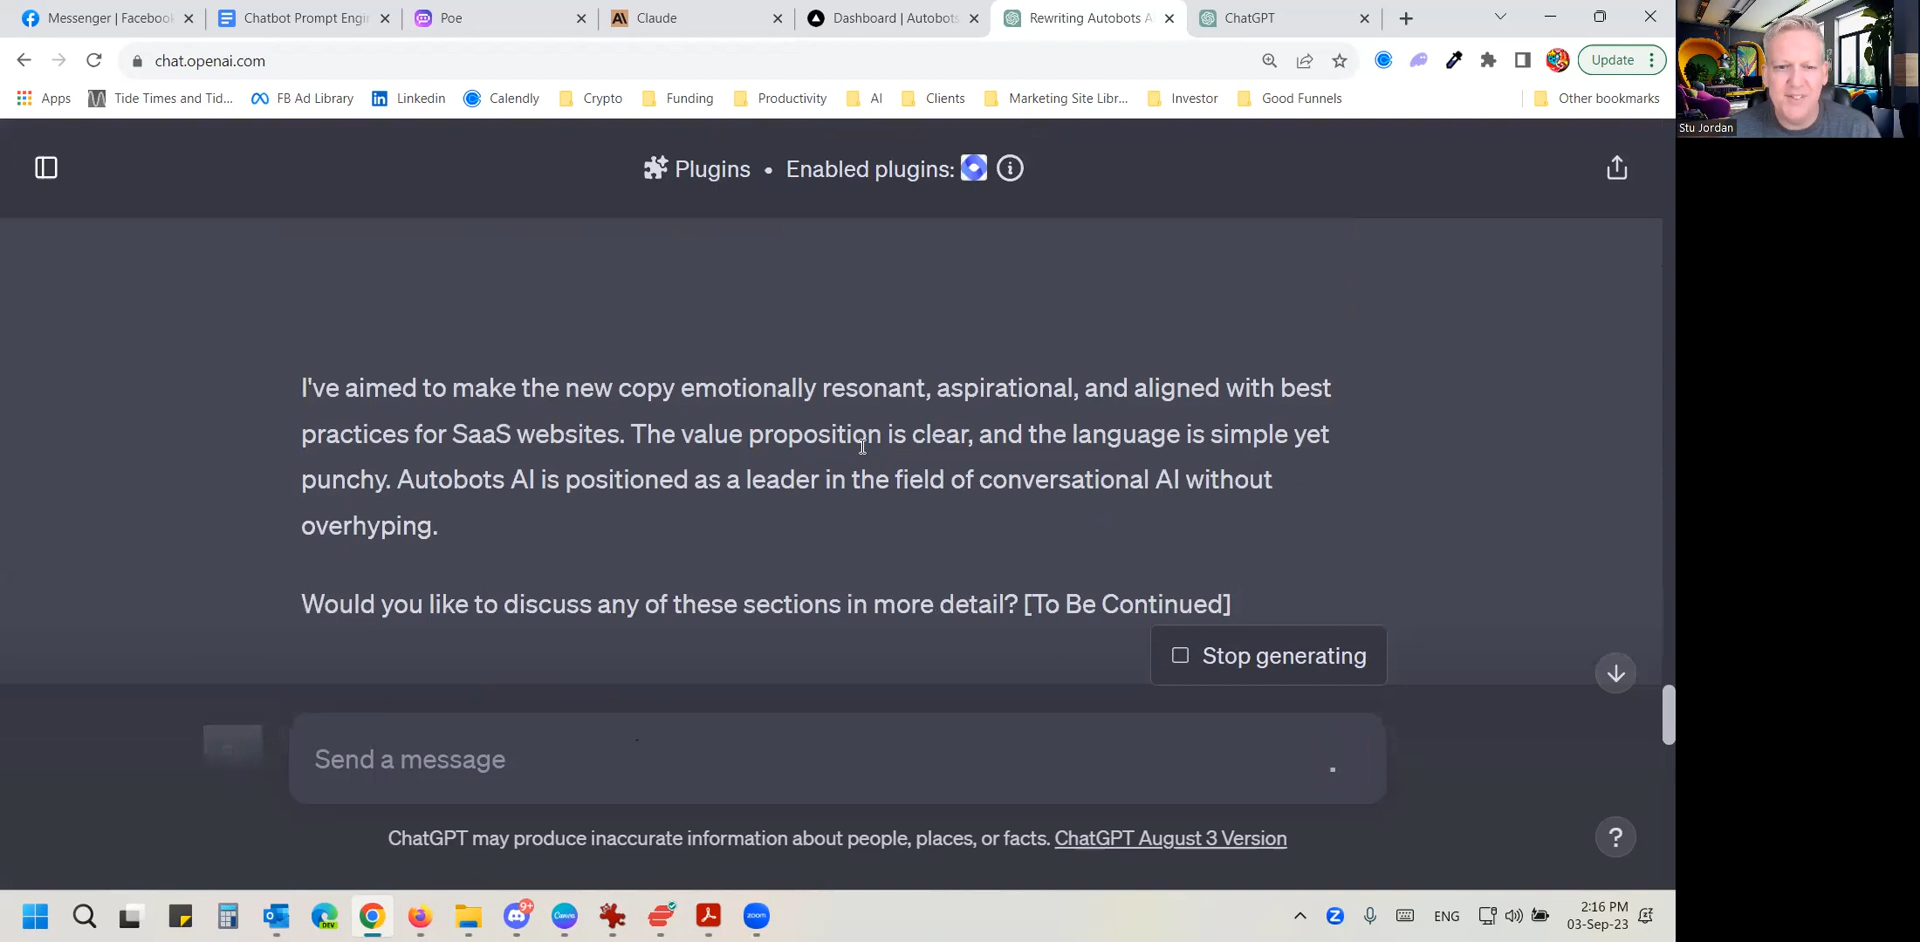 Messenger | Facebook
Chatbot Prompt Engi
Poe
Claude
Dashboard | Autobots
Rewriting Autobots A
ChatGPT
chat.openai.com
Update
Apps
Tide Times and Tid...
FB Ad Library
Linkedin
Calendly
Crypto
Funding
Productivity
AI
Clients
Marketing Site Libr...
Investor
Good Funnels
Other bookmarks
Stu Jordan
Plugins • Enabled plugins:
I've aimed to make the new copy emotionally resonant, aspirational, and aligned with best
practices for SaaS websites. The value proposition is clear, and the language is simple yet
punchy. Autobots AI is positioned as a leader in the field of conversational AI without
overhyping.
Would you like to discuss any of these sections in more detail? [To Be Continued]
Stop generating
Send a message
ChatGPT may produce inaccurate information about people, places, or facts. ChatGPT August 3 Version
?
DEV
9+
Canva
zoom
Z
ENG
2:16 PM
03-Sep-23